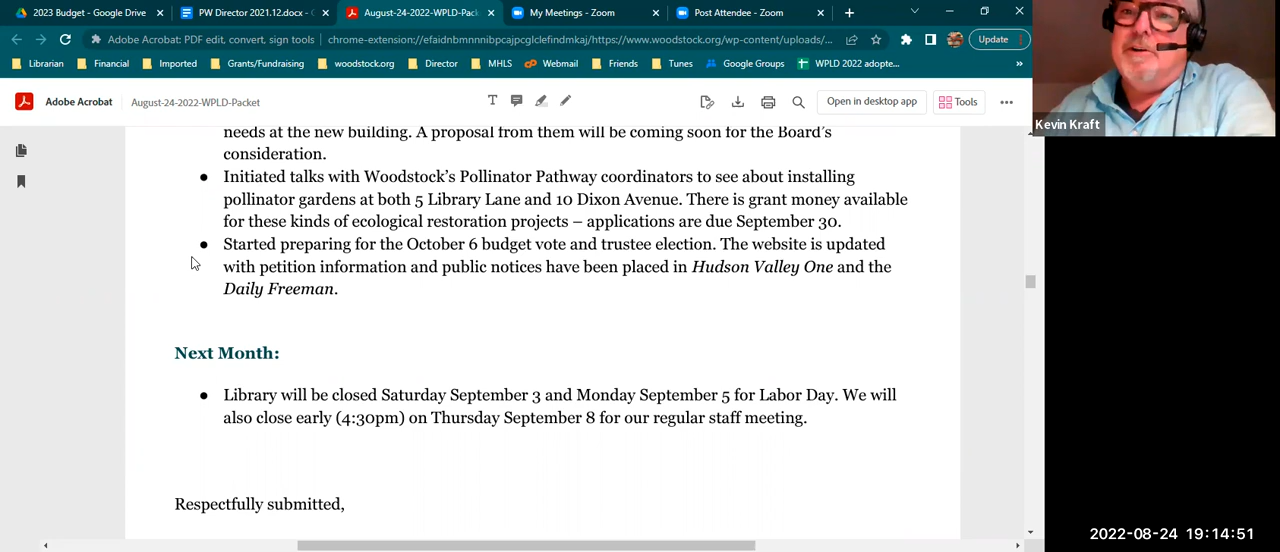 2023 Budget - Google Drive
PW Director 2021.12.docx - G
August-24-2022-WPLD-Pack
My Meetings - Zoom
Post Attendee - Zoom
Adobe Acrobat: PDF edit, convert, sign tools
chrome-extension://efaidnbmnnnibpcajpcglclefindmkaj/https://www.woodstock.org/wp-content/uploads/...
Update
Librarian
Financial
Imported
Grants/Fundraising
woodstock.org
Director
MHLS
Webmail
Friends
Tunes
Google Groups
WPLD 2022 adopte...
»
Adobe Acrobat
August-24-2022-WPLD-Packet
Open in desktop app
Tools
Kevin Kraft
needs at the new building. A proposal from them will be coming soon for the Board's
consideration.
● Initiated talks with Woodstock's Pollinator Pathway coordinators to see about installing
pollinator gardens at both 5 Library Lane and 10 Dixon Avenue. There is grant money available
for these kinds of ecological restoration projects – applications are due September 30.
● Started preparing for the October 6 budget vote and trustee election. The website is updated
with petition information and public notices have been placed in Hudson Valley One and the
Daily Freeman.
Next Month:
● Library will be closed Saturday September 3 and Monday September 5 for Labor Day. We will
also close early (4:30pm) on Thursday September 8 for our regular staff meeting.
Respectfully submitted,
2022-08-24 19:14:51